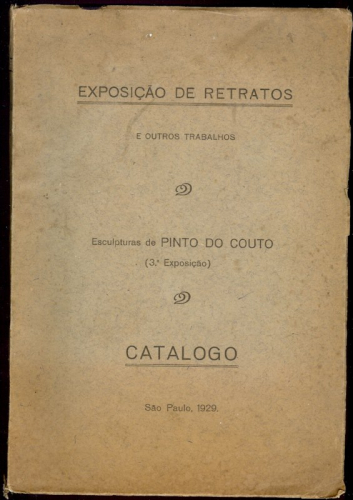 EXPOSIÇÃO DE RETRATOS
E OUTROS TRABALHOS
Esculpturas de PINTO DO COUTO
(3.ª Exposição)
CATALOGO
São Paulo, 1929.